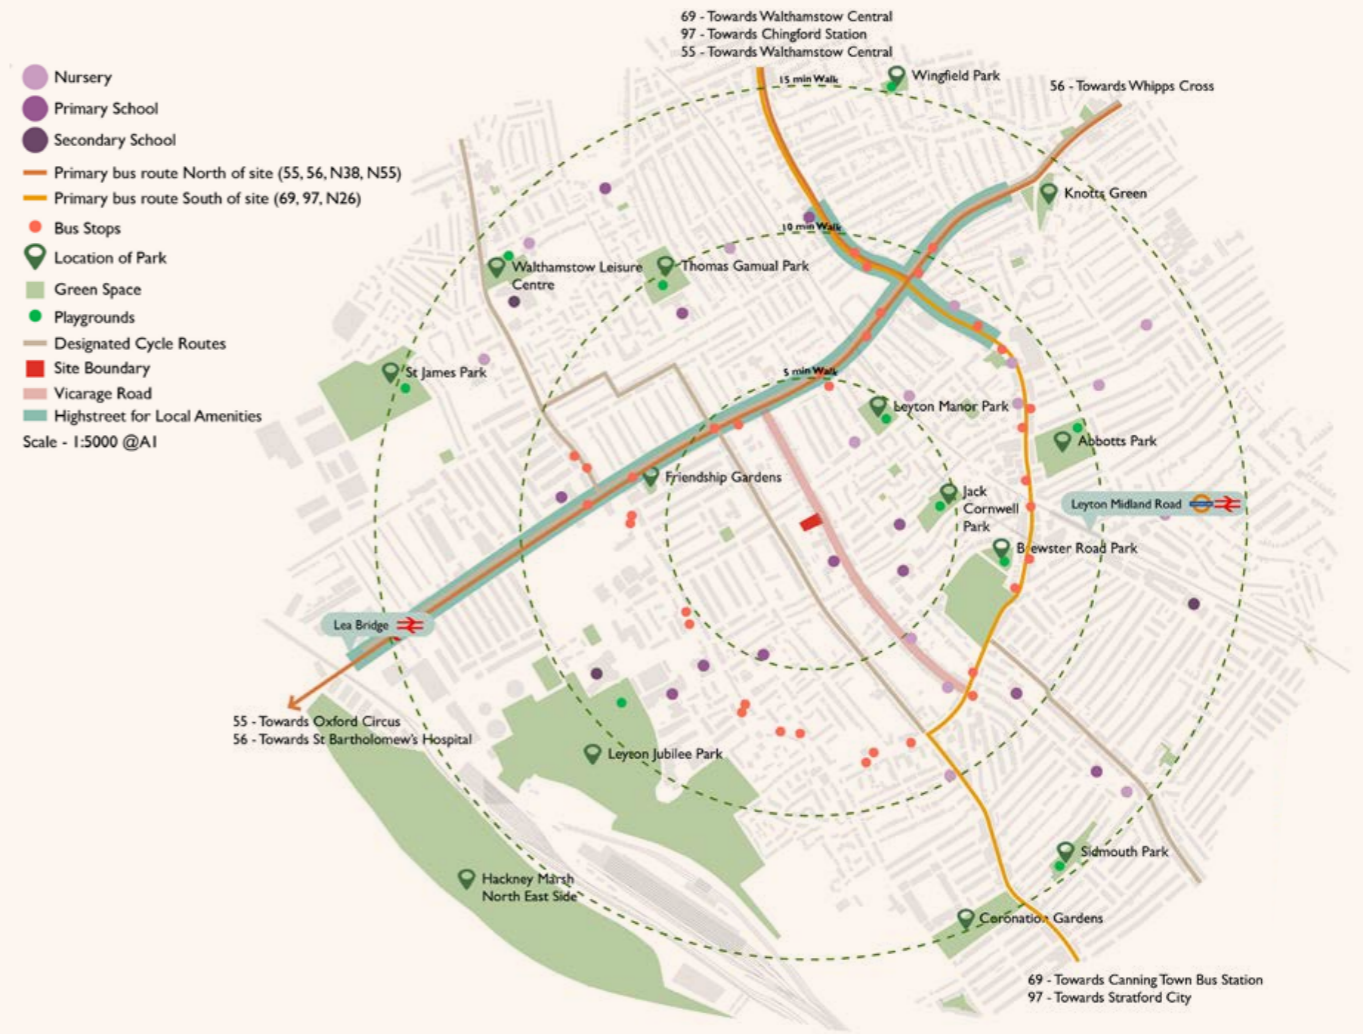 69 - Towards Walthamstow Central
97 - Towards Chingford Station
55 - Towards Walthamstow Central
15 min Walk
Wingfield Park
56 - Towards Whipps Cross
Nursery
Primary School
Secondary School
Primary bus route North of site (55, 56, N38, N55)
Primary bus route South of site (69, 97, N26)
Bus Stops
Location of Park
Green Space
Playgrounds
Designated Cycle Routes
Site Boundary
Vicarage Road
Highstreet for Local Amenities
Scale - 1:5000 @A1
Knotts Green
10 min Walk
Walthamstow Leisure
Centre
Thomas Gamual Park
St James Park
5 min Walk
Leyton Manor Park
Abbotts Park
Friendship Gardens
Jack
Cornwell
Park
Leyton Midland Road
Brewster Road Park
Lea Bridge
55 - Towards Oxford Circus
56 - Towards St Bartholomew's Hospital
Leyton Jubilee Park
Hackney Marsh
North East Side
Sidmouth Park
Coronation Gardens
69 - Towards Canning Town Bus Station
97 - Towards Stratford City